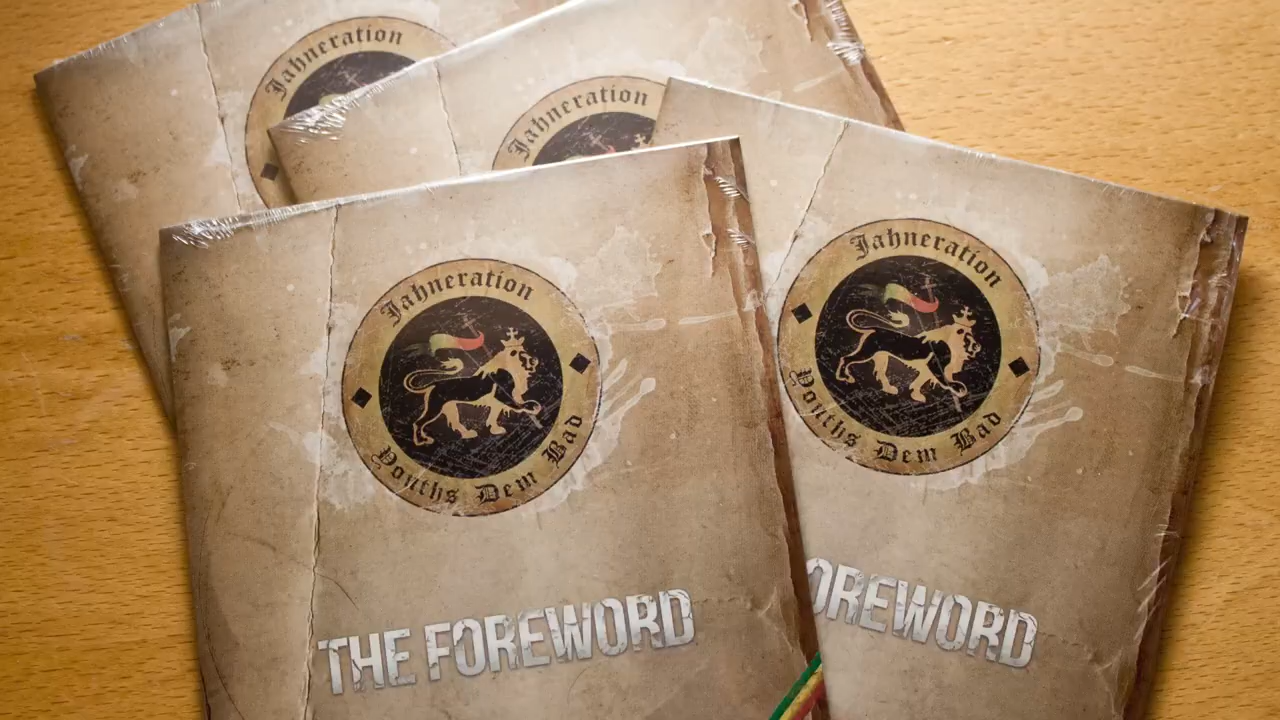 Jahneration
Jahneration
Jahneration
Youths Dem Bad
THE FOREWORD
Jahneration
Youths Dem Bad
OREWORD